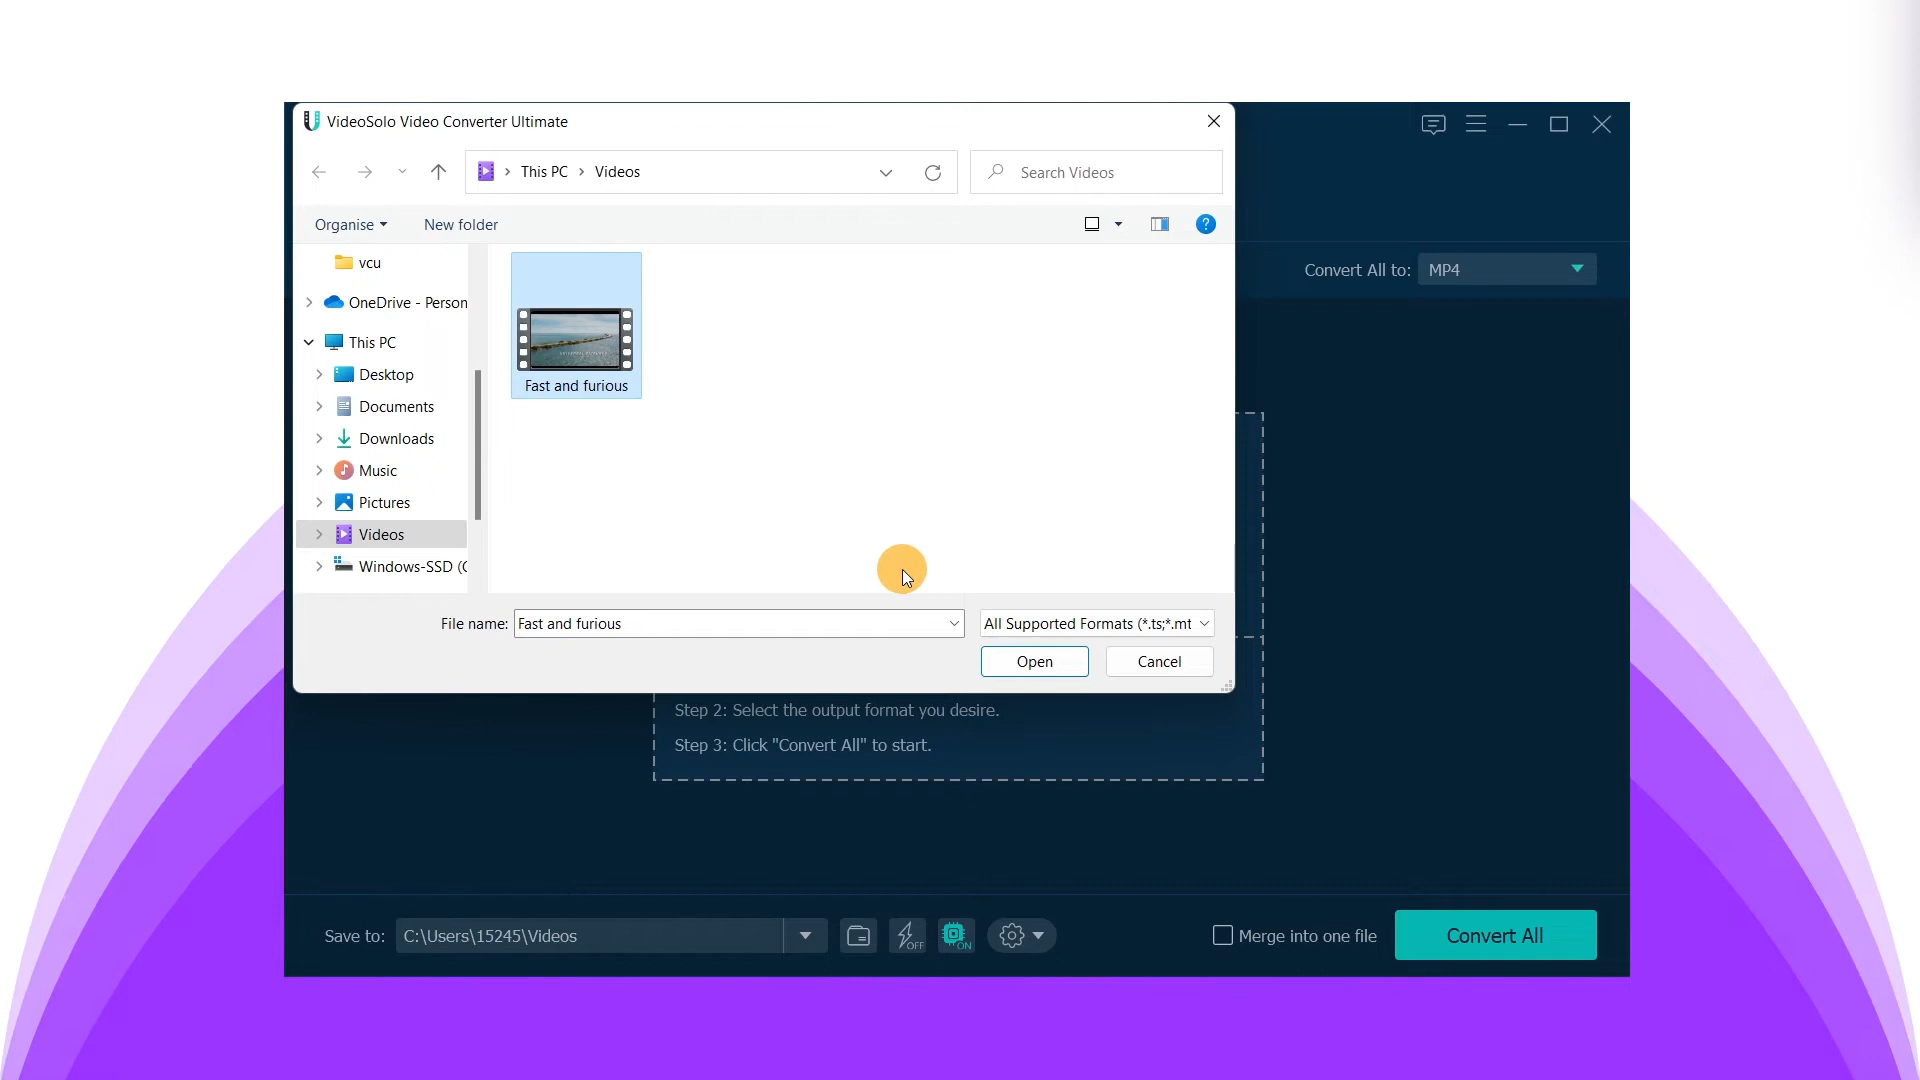 VideoSolo Video Converter Ultimate
This PC
Videos
Search Videos
Organise
New folder
vcu
OneDrive - Person
This PC
Desktop
Documents
Downloads
Music
Pictures
Videos
Windows-SSD (C
Fast and furious
File name:
Fast and furious
All Supported Formats (*.ts;*.mt
Open
Cancel
Convert All to:
MP4
Step 2: Select the output format you desire.
Step 3: Click "Convert All" to start.
Save to:
C:\Users\15245\Videos
OFF
ON
Merge into one file
Convert All